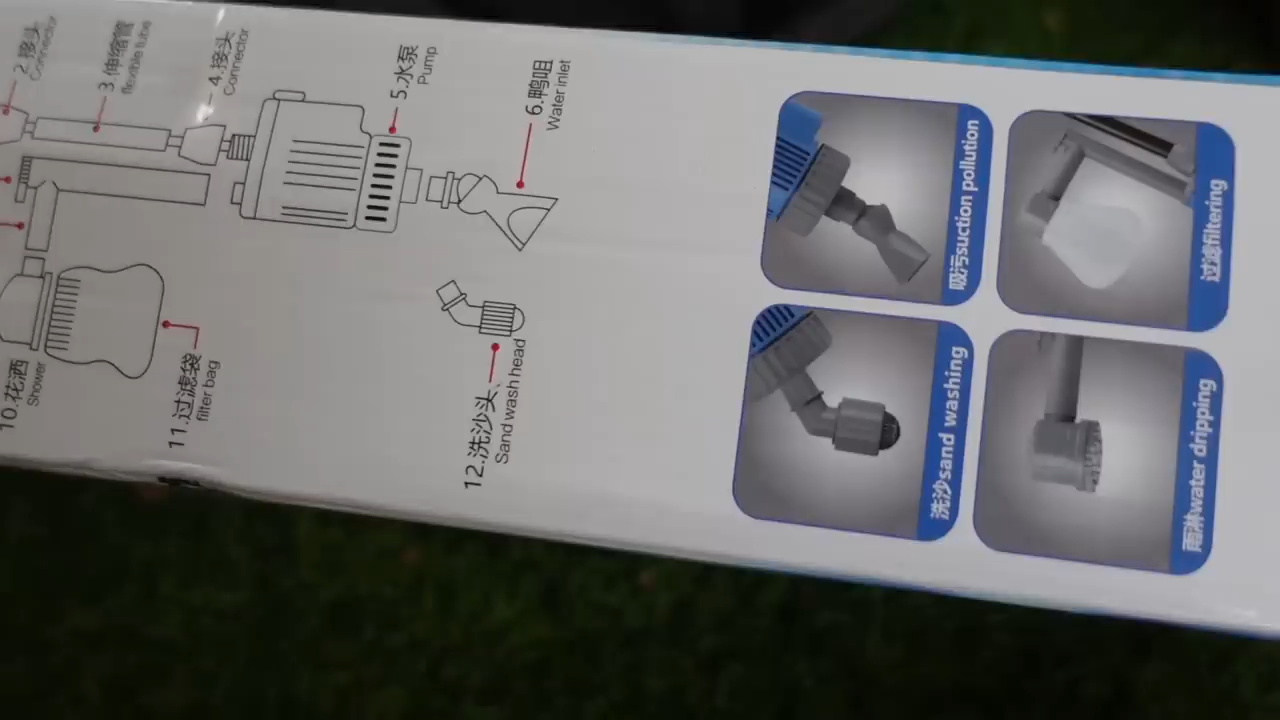 2.接头
Connector
3.伸缩管
flexible tube
4.接头
Connector
5.水泵
Pump
6.鸭咀
Water inlet
10.花洒
Shower
11.过滤袋
filter bag
12.洗沙头、
Sand wash head
吸污suction pollution
过滤filtering
洗沙sand washing
雨淋water dripping